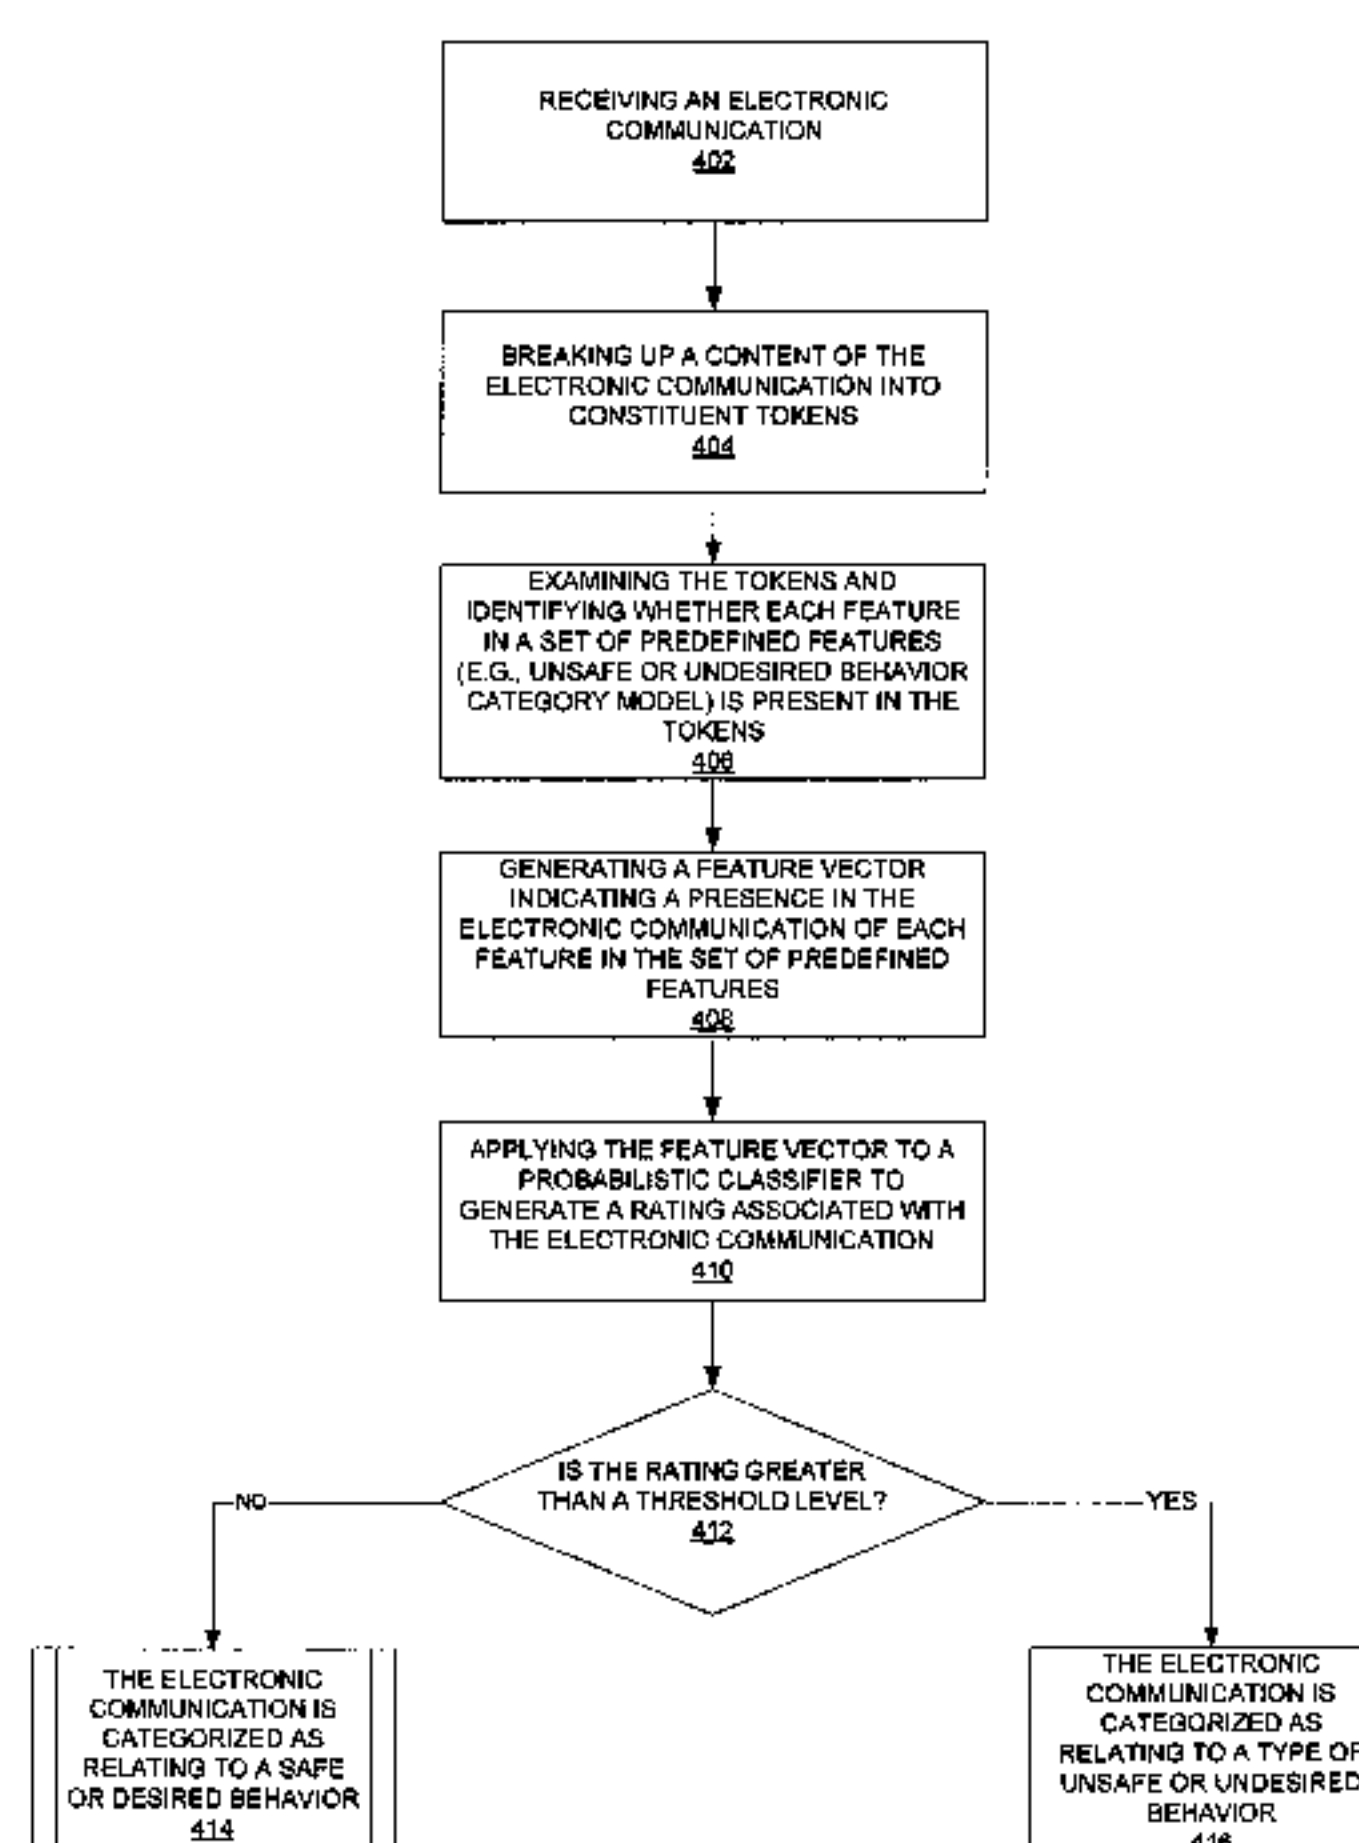 RECEIVING AN ELECTRONIC
COMMUNICATION
402
BREAKING UP A CONTENT OF THE
ELECTRONIC COMMUNICATION INTO
CONSTITUENT TOKENS
404
EXAMINING THE TOKENS AND
IDENTIFYING WHETHER EACH FEATURE
IN A SET OF PREDEFINED FEATURES
(E.G., UNSAFE OR UNDESIRED BEHAVIOR
CATEGORY MODEL) IS PRESENT IN THE
TOKENS
406
GENERATING A FEATURE VECTOR
INDICATING A PRESENCE IN THE
ELECTRONIC COMMUNICATION OF EACH
FEATURE IN THE SET OF PREDEFINED
FEATURES
408
APPLYING THE FEATURE VECTOR TO A
PROBABILISTIC CLASSIFIER TO
GENERATE A RATING ASSOCIATED WITH
THE ELECTRONIC COMMUNICATION
410
IS THE RATING GREATER
THAN A THRESHOLD LEVEL?
412
NO
YES
THE ELECTRONIC
COMMUNICATION IS
CATEGORIZED AS
RELATING TO A SAFE
OR DESIRED BEHAVIOR
414
THE ELECTRONIC
COMMUNICATION IS
CATEGORIZED AS
RELATING TO A TYPE OF
UNSAFE OR UNDESIRED
BEHAVIOR
416